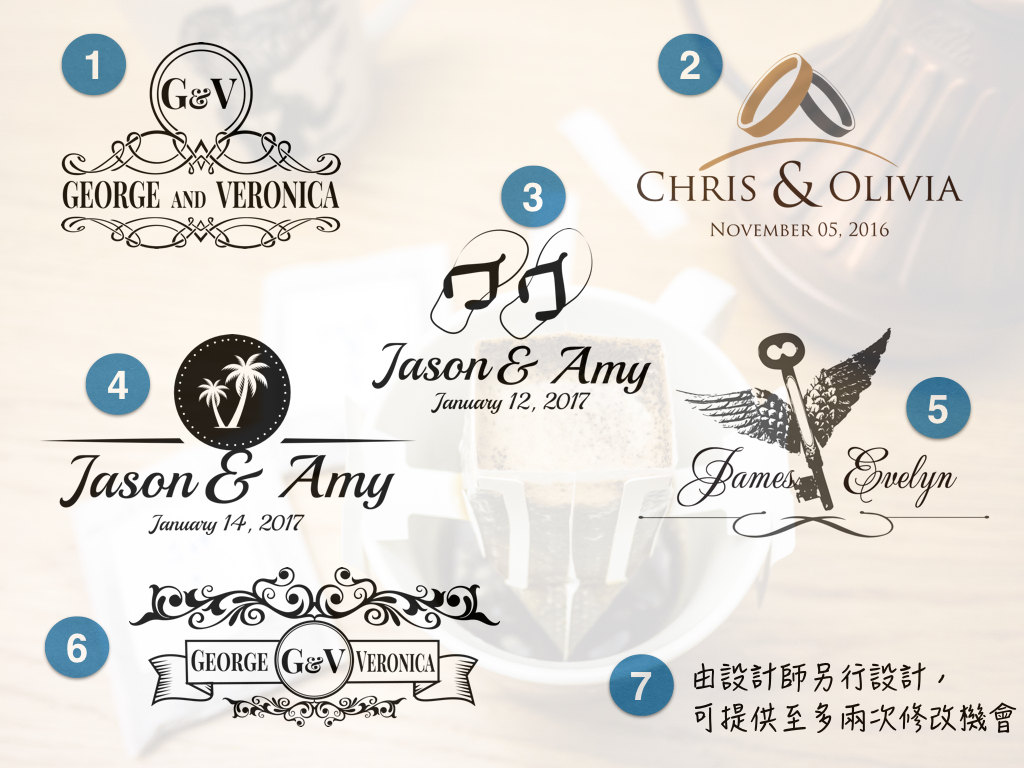 1
G&V
GEORGE AND VERONICA
2
CHRIS & OLIVIA
NOVEMBER 05, 2016
3
Jason & Amy
January 12, 2017
4
Jason & Amy
January 14, 2017
5
James Evelyn
6
GEORGE G&V VERONICA
7
由設計師另行設計，
可提供至多兩次修改機會